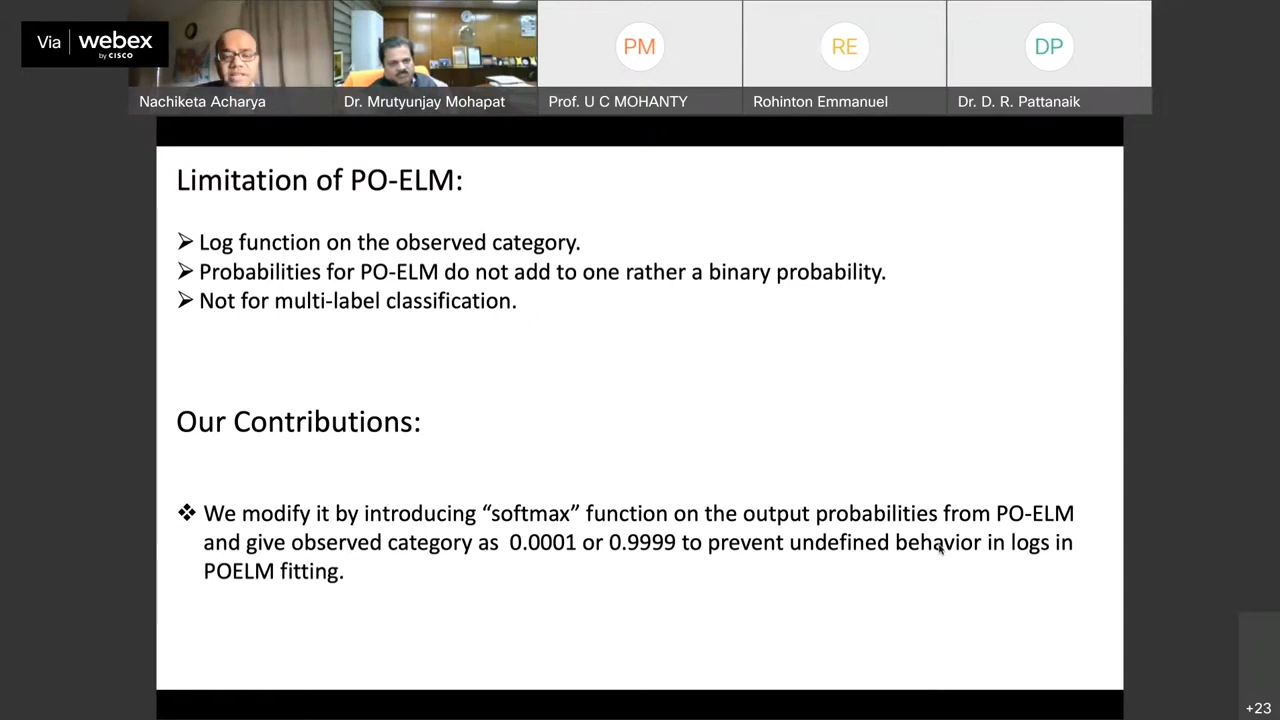 Via webex
by CISCO
PM
RE
DP
Nachiketa Acharya
Dr. Mrutyunjay Mohapat
Prof. U C MOHANTY
Rohinton Emmanuel
Dr. D. R. Pattanaik
Limitation of PO-ELM:
➢ Log function on the observed category.
➢ Probabilities for PO-ELM do not add to one rather a binary probability.
➢ Not for multi-label classification.
Our Contributions:
❖ We modify it by introducing “softmax” function on the output probabilities from PO-ELM
and give observed category as 0.0001 or 0.9999 to prevent undefined behavior in logs in
POELM fitting.
+23